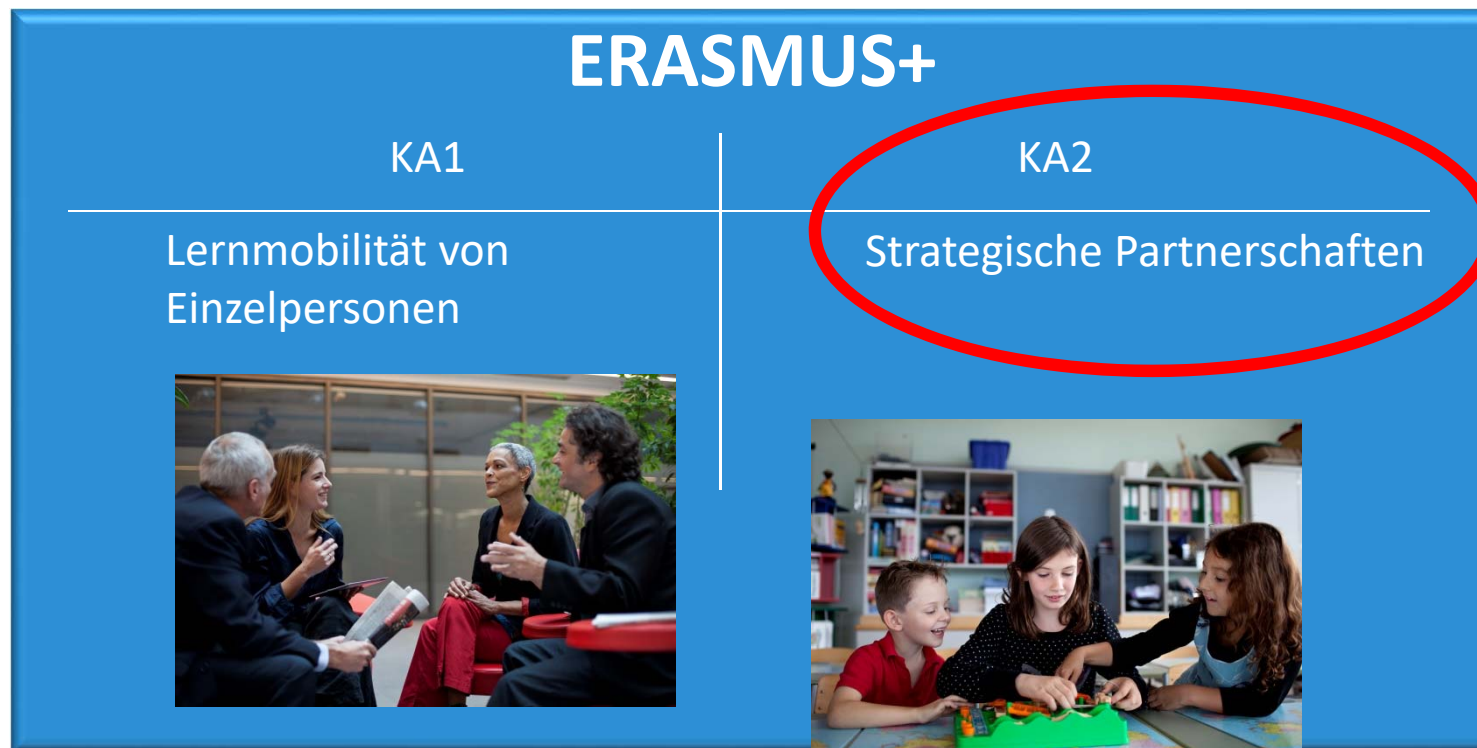 ERASMUS+
KA1
KA2
Lernmobilität von
Einzelpersonen
Strategische Partnerschaften